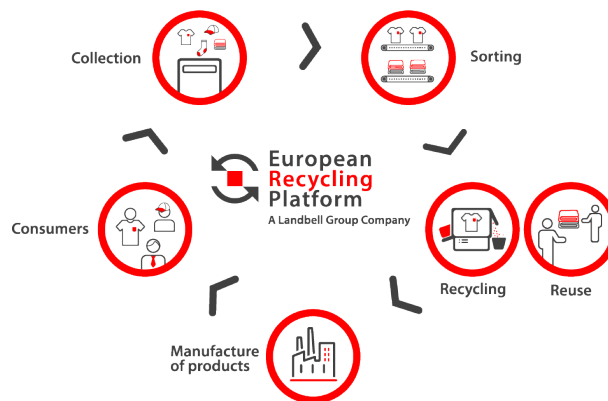 Collection
Sorting
European
Recycling
Platform
A Landbell Group Company
Consumers
Recycling
Reuse
Manufacture
of products